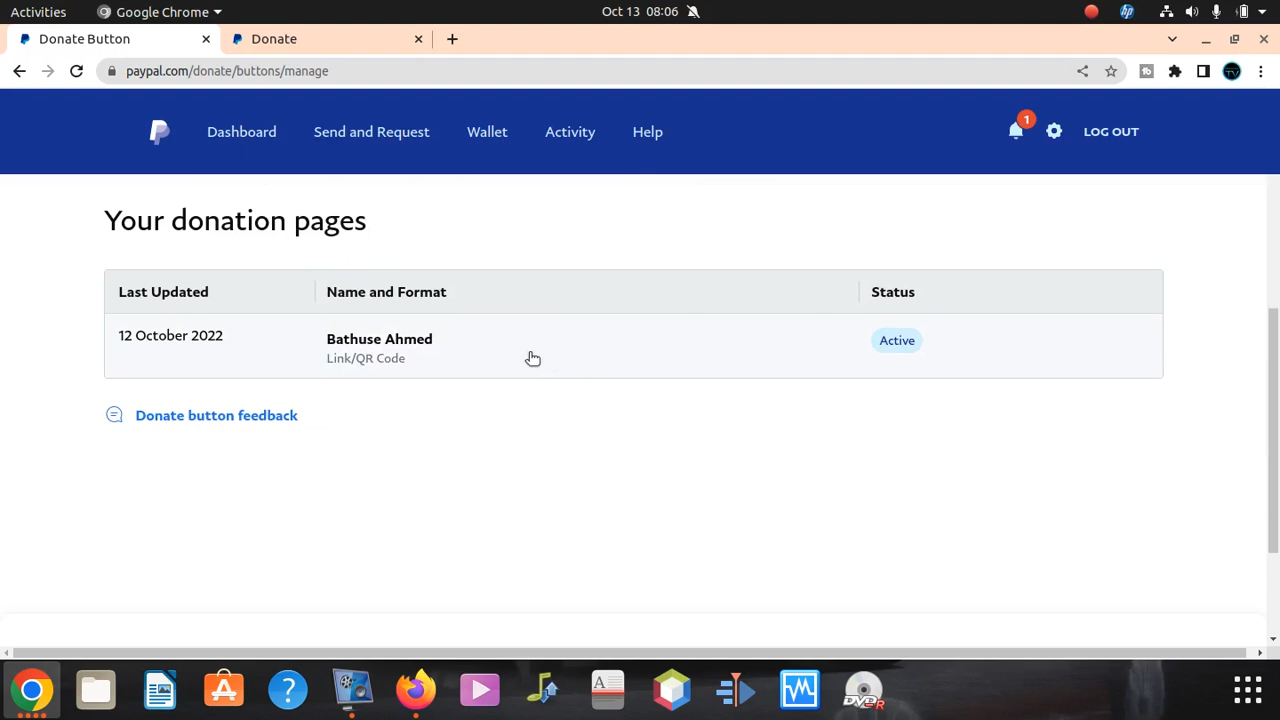 Activities
Google Chrome
Oct 13 08:06
Donate Button
Donate
paypal.com/donate/buttons/manage
Dashboard
Send and Request
Wallet
Activity
Help
1
LOG OUT
Your donation pages
Last Updated
Name and Format
Status
12 October 2022
Bathuse Ahmed
Link/QR Code
Active
Donate button feedback